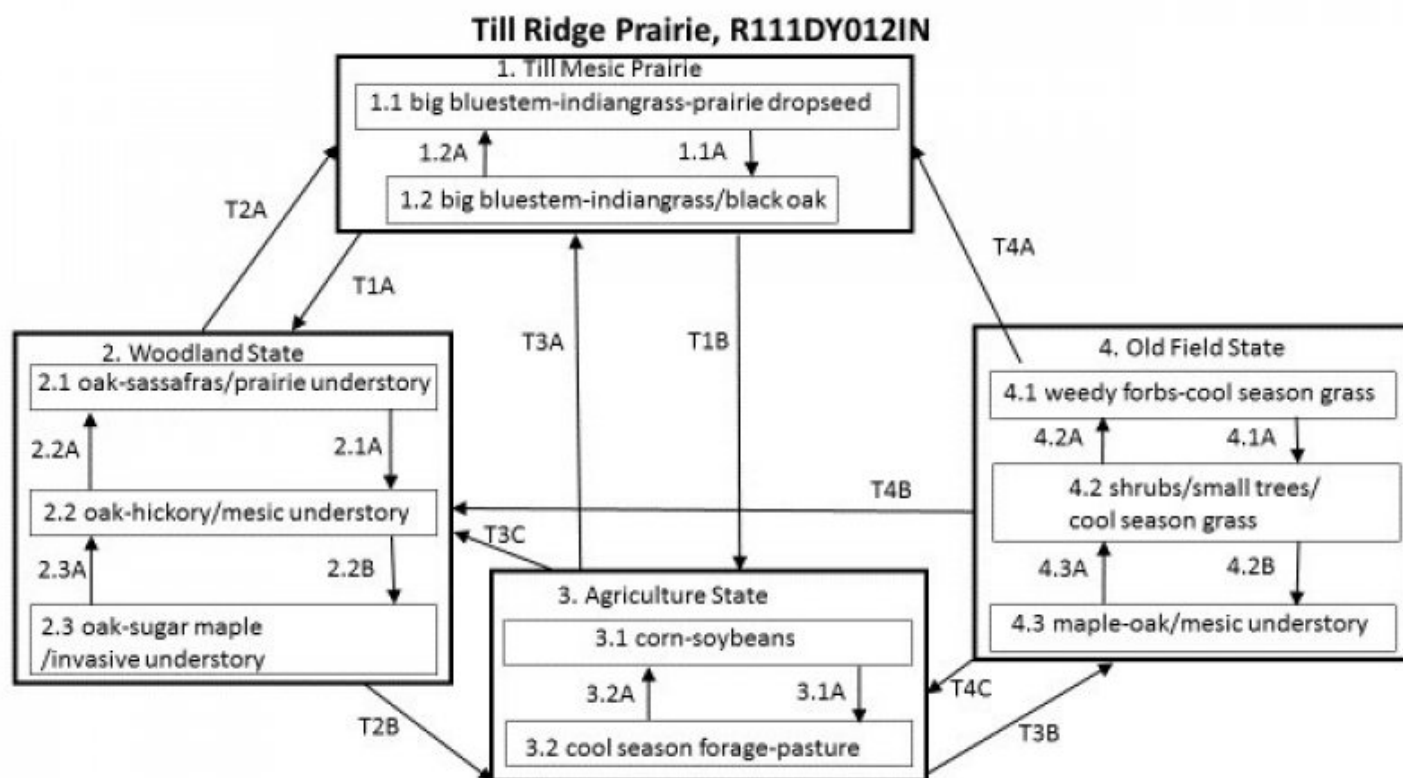 Till Ridge Prairie, R111DY012IN
1. Till Mesic Prairie
1.1 big bluestem-indiangrass-prairie dropseed
1.2A
1.1A
1.2 big bluestem-indiangrass/black oak
T2A
T1A
T3A
T1B
T4A
2. Woodland State
2.1 oak-sassafras/prairie understory
2.2A
2.1A
2.2 oak-hickory/mesic understory
2.3A
2.2B
2.3 oak-sugar maple
/invasive understory
T4B
T3C
4. Old Field State
4.1 weedy forbs-cool season grass
4.2A
4.1A
4.2 shrubs/small trees/
cool season grass
4.3A
4.2B
4.3 maple-oak/mesic understory
3. Agriculture State
3.1 corn-soybeans
3.2A
3.1A
3.2 cool season forage-pasture
T2B
T4C
T3B